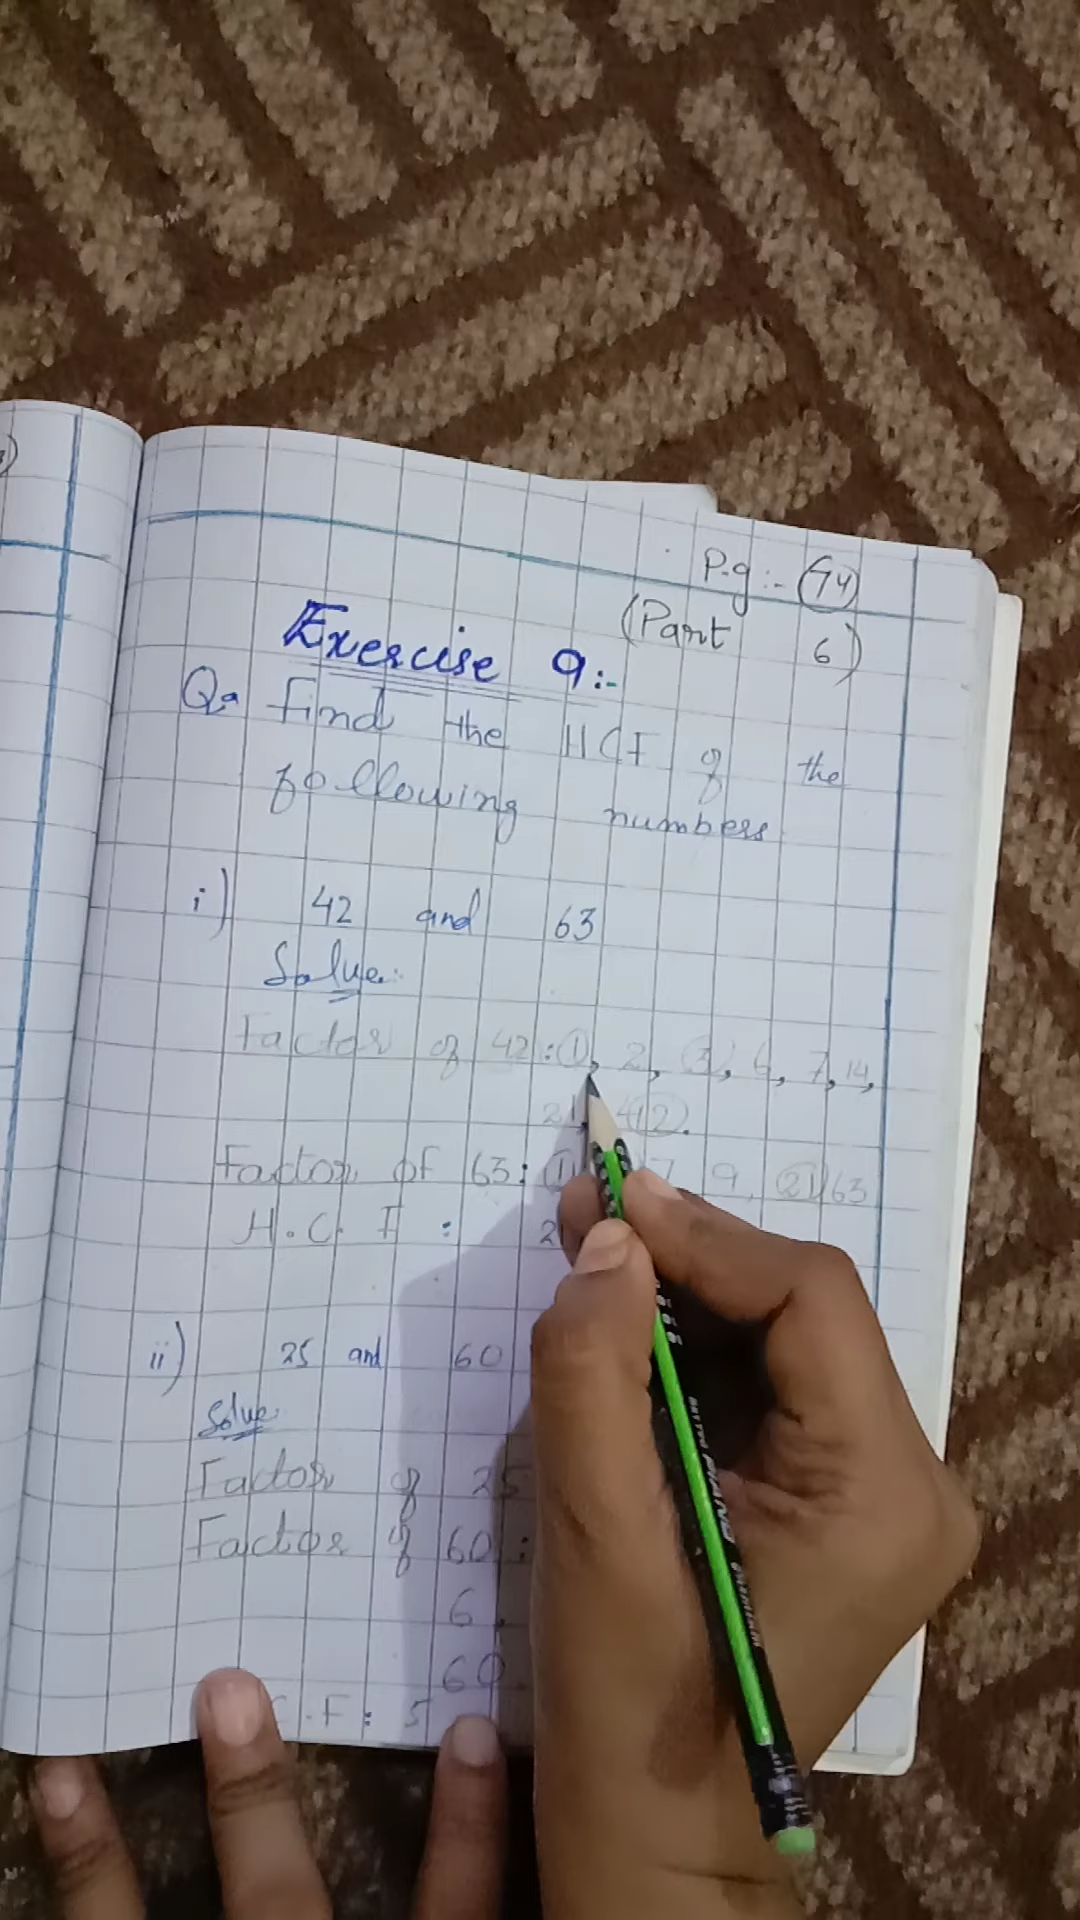 P.g :- 74
(Part 6)
Exercise 9:-
Q. Find the HCF of the
following numbers
i) 42 and 63
Solve:
Factor of 42: 1, 2, 3, 6, 7, 14,
21, 42.
Factor of 63: 1 7 9, 21, 63
H.C.F :
ii) 25 and 60
Solve
Factor of 25
Factor of 60:
6,
60.
C.F: 5